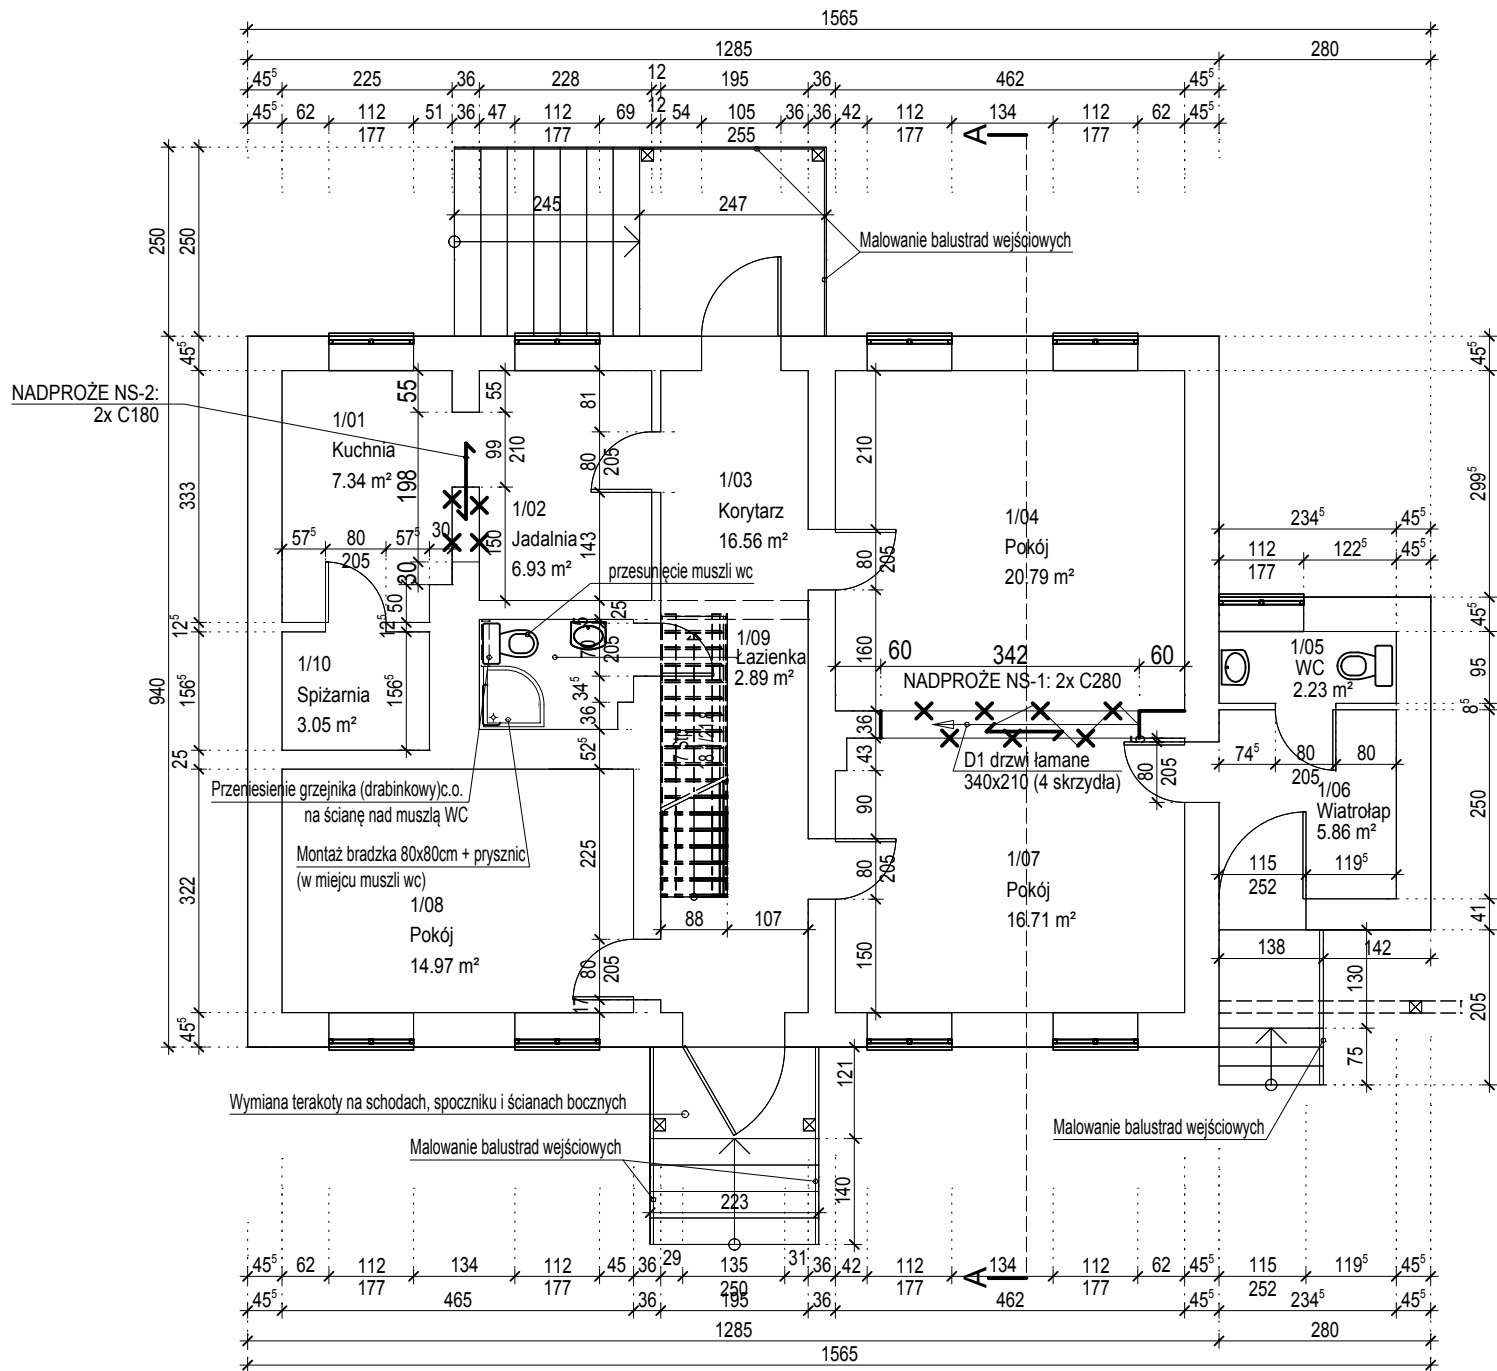 1565
1285 280
45⁵ 225 36 228 12 195 36 462 45⁵
45⁵ 62 112 51 36 47 112 69 12 54 105 36 36 42 112 134 112 62 45⁵
177 177 255 177 177
A
245 247
250 250
Malowanie balustrad wejściowych
NADPROŻE NS-2:
2x C180
1/01
Kuchnia
7.34 m²
55 55 81
99 210
198
80 205
1/02
Jadalnia
6.93 m²
150 143
1/03
Korytarz
16.56 m²
210
1/04
Pokój
20.79 m²
80 205
45⁵ 299⁵
234⁵ 45⁵
112 122⁵ 45⁵
177
45⁵
333
57⁵ 80 57⁵ 30
205
30
50
12⁵ 12⁵
przesunięcie muszli wc
25
205
34⁵
36
52⁵
1/09
Łazienka
2.89 m²
160
60 342 60
NADPROŻE NS-1: 2x C280
36
43
90
D1 drzwi łamane
340x210 (4 skrzydła)
1/05
WC
2.23 m²
95
8⁵
74⁵ 80 80
205
80 205
1/06
Wiatrołap
5.86 m²
250
115 119⁵
252
41
1/10
Spiżarnia
3.05 m²
156⁵ 156⁵
940
25
Przeniesienie grzejnika (drabinkowy)c.o.
na ścianę nad muszlą WC
Montaż bradzka 80x80cm + prysznic
(w miejcu muszli wc)
225
322
1/08
Pokój
14.97 m²
88 107
80 205
17
80 205
1/07
Pokój
16.71 m²
150
138 142
130
205
75
45⁵
121
140
Wymiana terakoty na schodach, spoczniku i ścianach bocznych
Malowanie balustrad wejściowych
Malowanie balustrad wejściowych
223
45⁵ 62 112 134 112 45 36 29 135 31 36 42 112 134 112 62 45⁵ 115 119⁵ 45⁵
177 177 250 177 177 252
A
45⁵ 465 36 195 36 462 45⁵ 234⁵ 45⁵
1285 280
1565